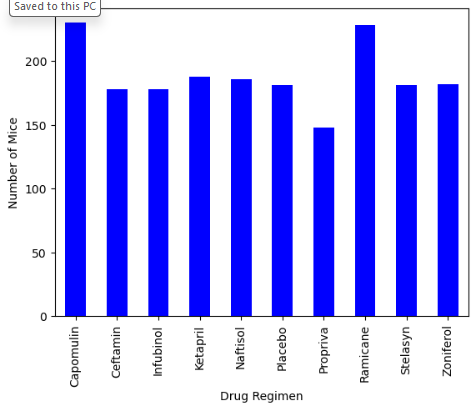 Saved to this PC
200
150
100
50
0
Number of Mice
Capomulin
Ceftamin
Infubinol
Ketapril
Naftisol
Placebo
Propriva
Ramicane
Stelasyn
Zoniferol
Drug Regimen